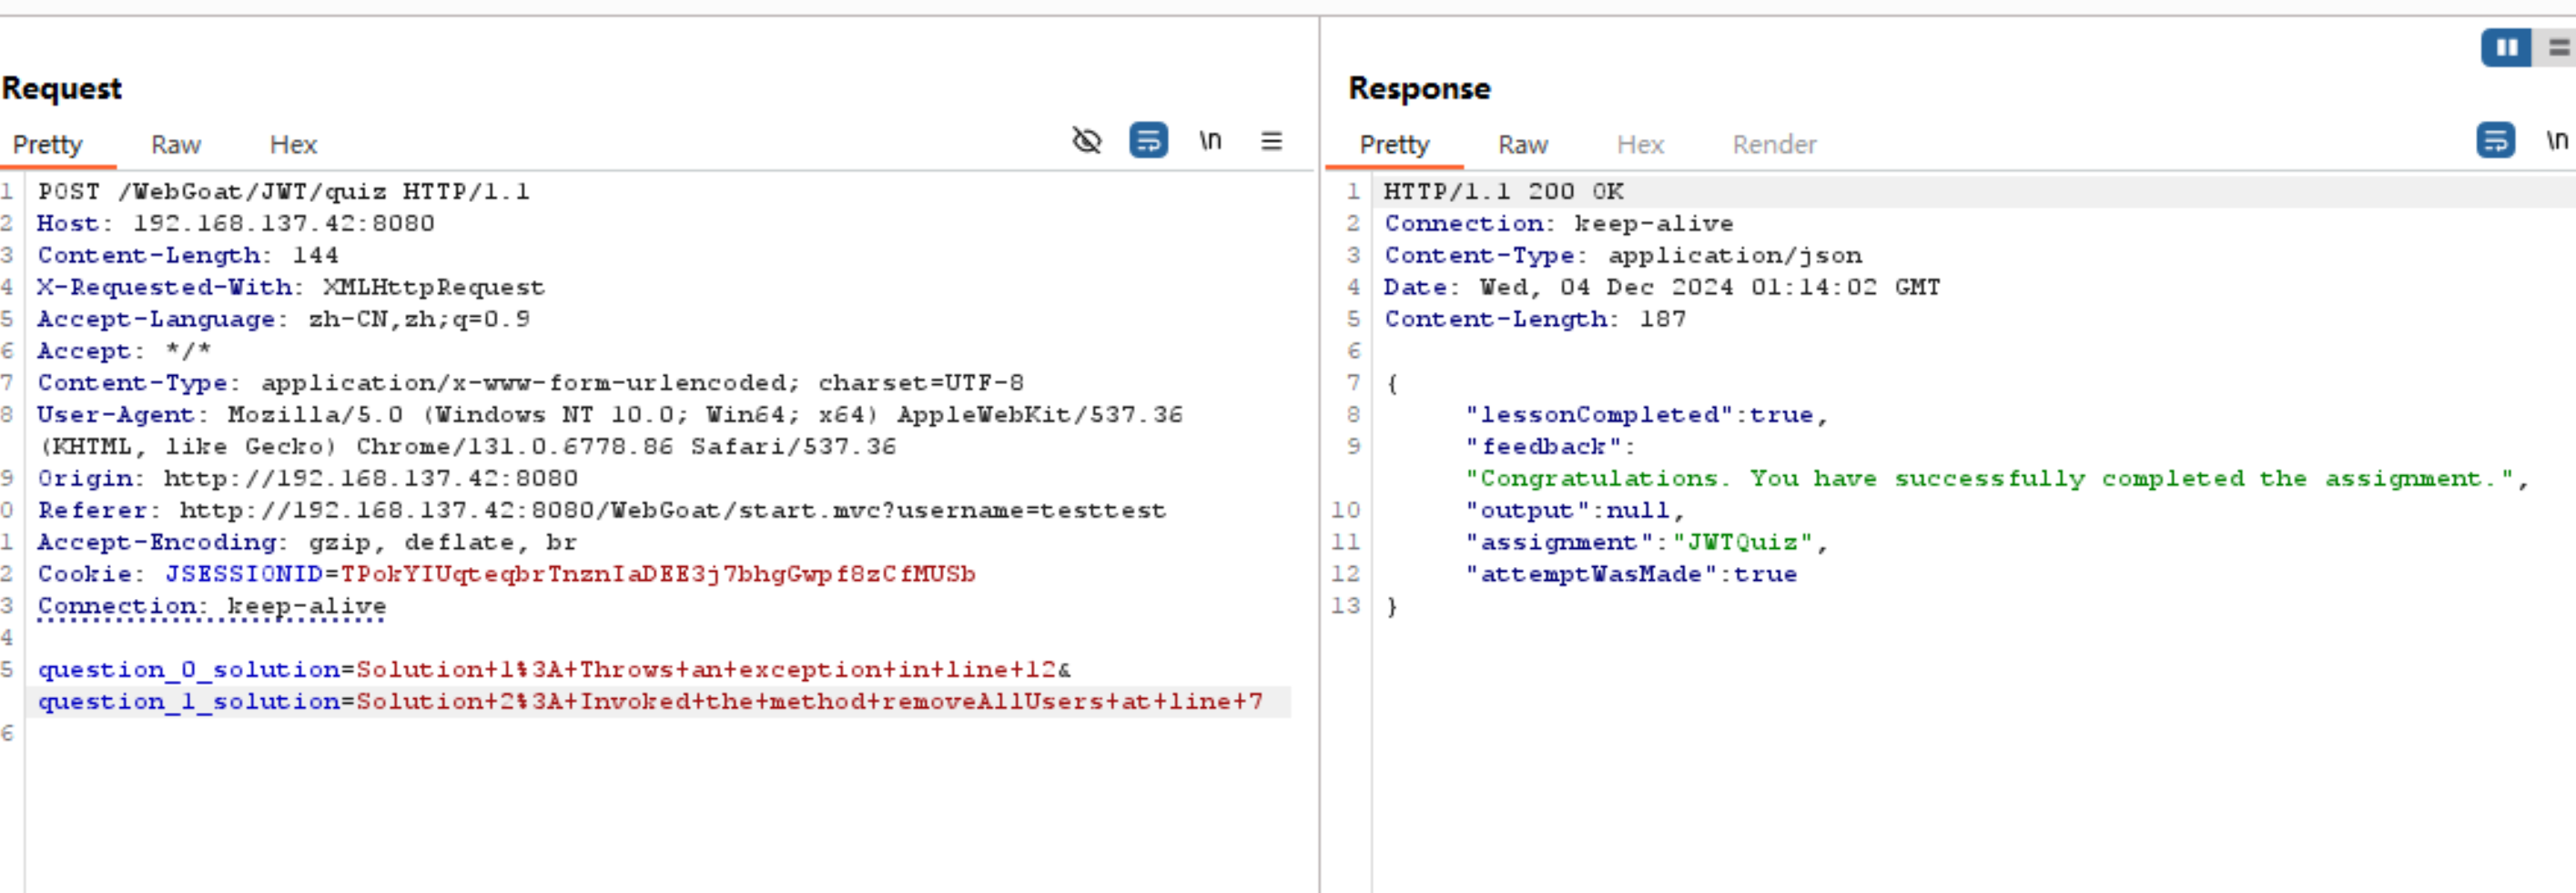 Request
Pretty Raw Hex
\n
1 POST /WebGoat/JWT/quiz HTTP/1.1
2 Host: 192.168.137.42:8080
3 Content-Length: 144
4 X-Requested-With: XMLHttpRequest
5 Accept-Language: zh-CN,zh;q=0.9
6 Accept: */*
7 Content-Type: application/x-www-form-urlencoded; charset=UTF-8
8 User-Agent: Mozilla/5.0 (Windows NT 10.0; Win64; x64) AppleWebKit/537.36
(KHTML, like Gecko) Chrome/131.0.6778.86 Safari/537.36
9 Origin: http://192.168.137.42:8080
0 Referer: http://192.168.137.42:8080/WebGoat/start.mvc?username=testtest
1 Accept-Encoding: gzip, deflate, br
2 Cookie: JSESSIONID=TPokYIUqteqbrTnznIaDEE3j7bhgGwpf8zCfMUSb
3 Connection: keep-alive
4
5 question_0_solution=Solution+1%3A+Throws+an+exception+in+line+12&
question_1_solution=Solution+2%3A+Invoked+the+method+removeAllUsers+at+line+7
6
Response
Pretty Raw Hex Render
\n
1 HTTP/1.1 200 OK
2 Connection: keep-alive
3 Content-Type: application/json
4 Date: Wed, 04 Dec 2024 01:14:02 GMT
5 Content-Length: 187
6
7 {
8 "lessonCompleted":true,
9 "feedback":
"Congratulations. You have successfully completed the assignment.",
10 "output":null,
11 "assignment":"JWTQuiz",
12 "attemptWasMade":true
13 }